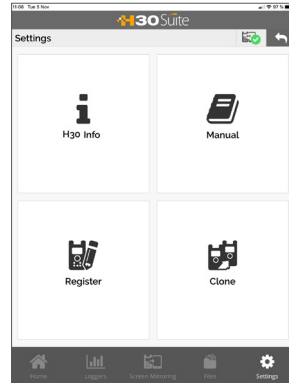 11:08 Tue 5 Nov 97 %
H30 Suite
Settings
H30 Info
Manual
Register
Clone
Home Loggers Screen Mirroring Files Settings